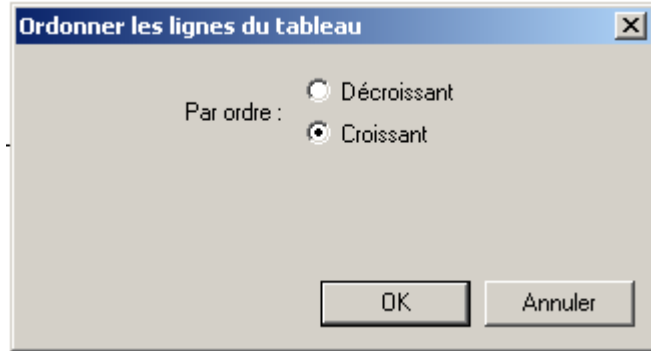 Ordonner les lignes du tableau
Par ordre :
Décroissant
Croissant
OK Annuler